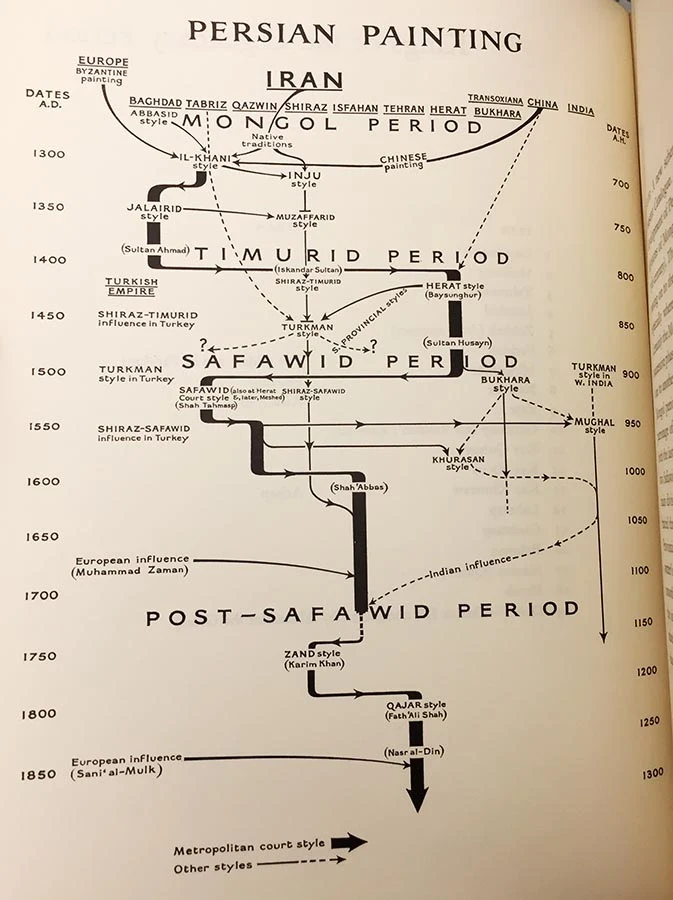 PERSIAN PAINTING
EUROPE
BYZANTINE
painting
IRAN
DATES
A.D.
BAGHDAD TABRIZ QAZWIN SHIRAZ ISFAHAN TEHRAN HERAT
TRANSOXIANA
BUKHARA
CHINA
INDIA
DATES
A.H.
ABBASID
style
MONGOL PERIOD
Native
traditions
1300
IL-KHANI
style
CHINESE
painting
INJU
style
700
1350
JALAIRID
style
MUZAFFARID
style
750
(Sultan Ahmad)
TIMURID PERIOD
1400
(Iskandar Sultan)
800
SHIRAZ-TIMURID
style
HERAT style
(Baysunghur)
TURKISH
EMPIRE
1450
SHIRAZ-TIMURID
influence in Turkey
TURKMAN
style
S. PROVINCIAL styles
850
?
?
(Sultan Husayn)
SAFAWID PERIOD
1500
TURKMAN
style in Turkey
BUKHARA
style
TURKMAN
style in
W. INDIA
900
SAFAWID (also at Herat
Court style &, later, Meshed)
(Shah Tahmasp)
SHIRAZ-SAFAWID
style
1550
SHIRAZ-SAFAWID
influence in Turkey
MUGHAL
style
950
KHURASAN
style
1000
1600
(Shah 'Abbas)
1050
1650
European influence
(Muhammad Zaman)
Indian influence
1100
1700
POST-SAFAWID PERIOD
1150
1750
ZAND style
(Karim Khan)
1200
1800
QAJAR style
(Fath 'Ali Shah)
1250
(Nasr al-Din)
European influence
(Sani' al-Mulk)
1850
1300
Metropolitan court style
Other styles